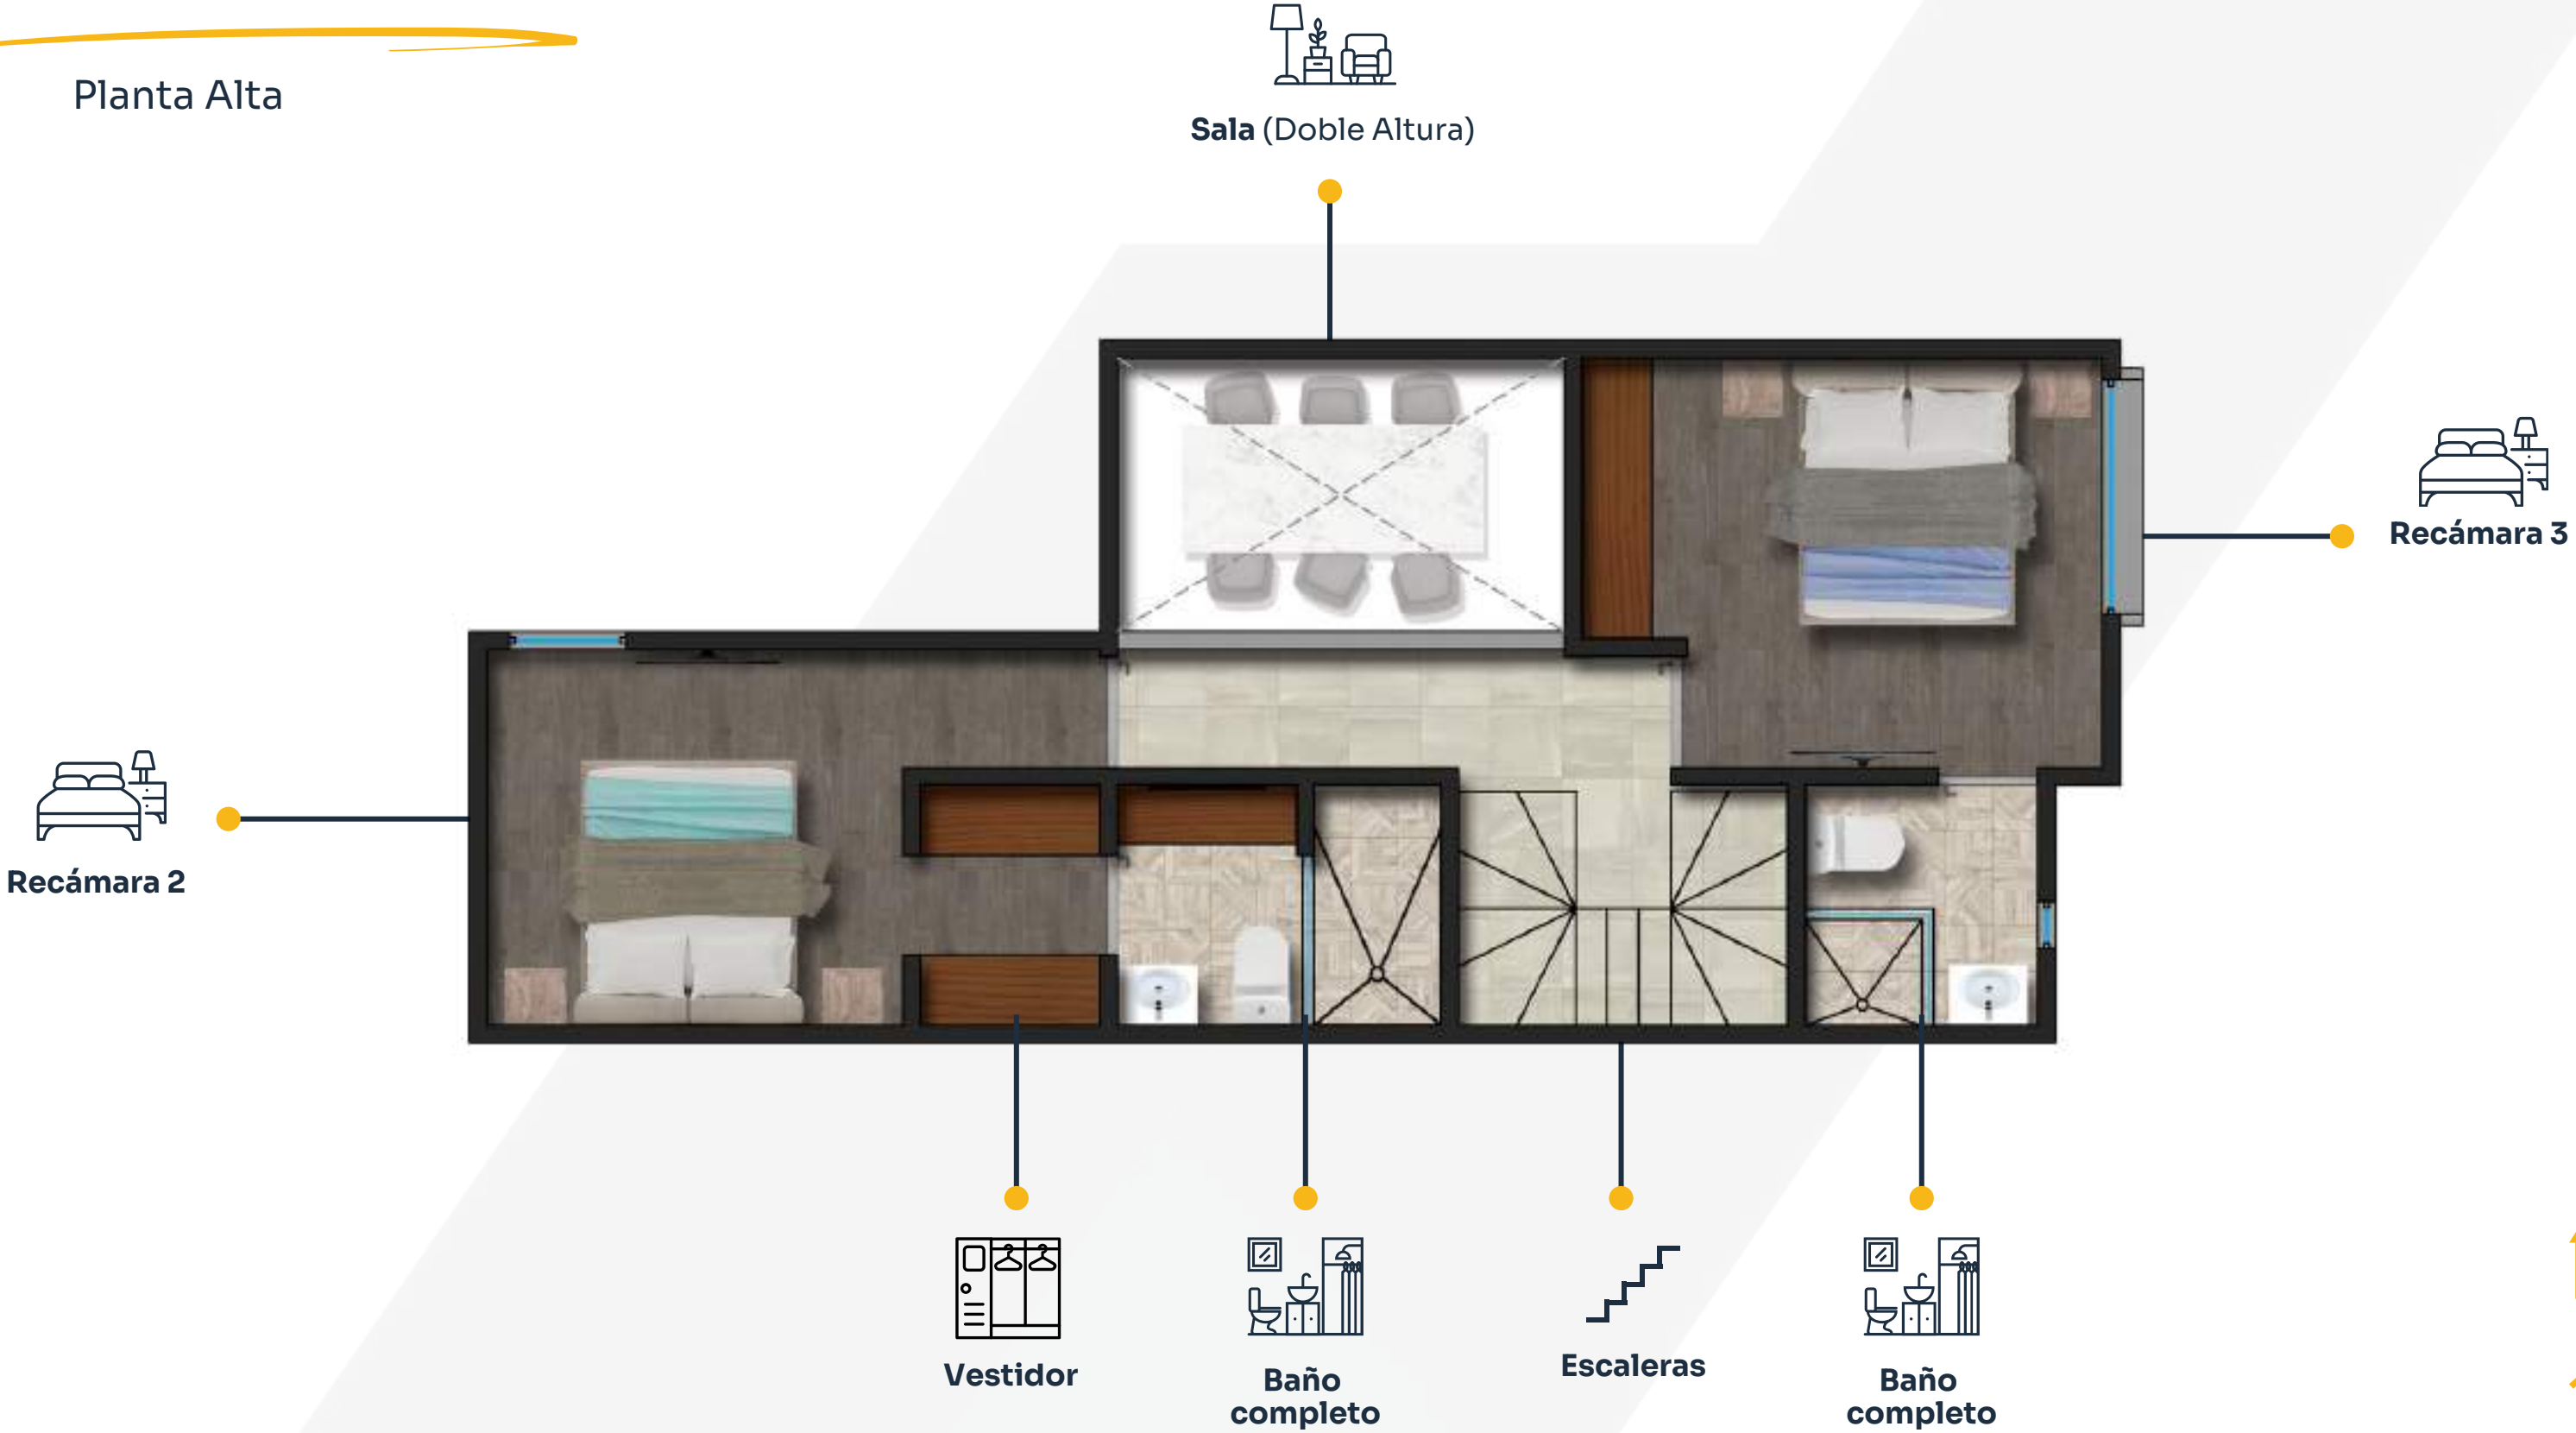 Planta Alta
Sala (Doble Altura)
Recámara 3
Recámara 2
Vestidor
Baño
completo
Escaleras
Baño
completo